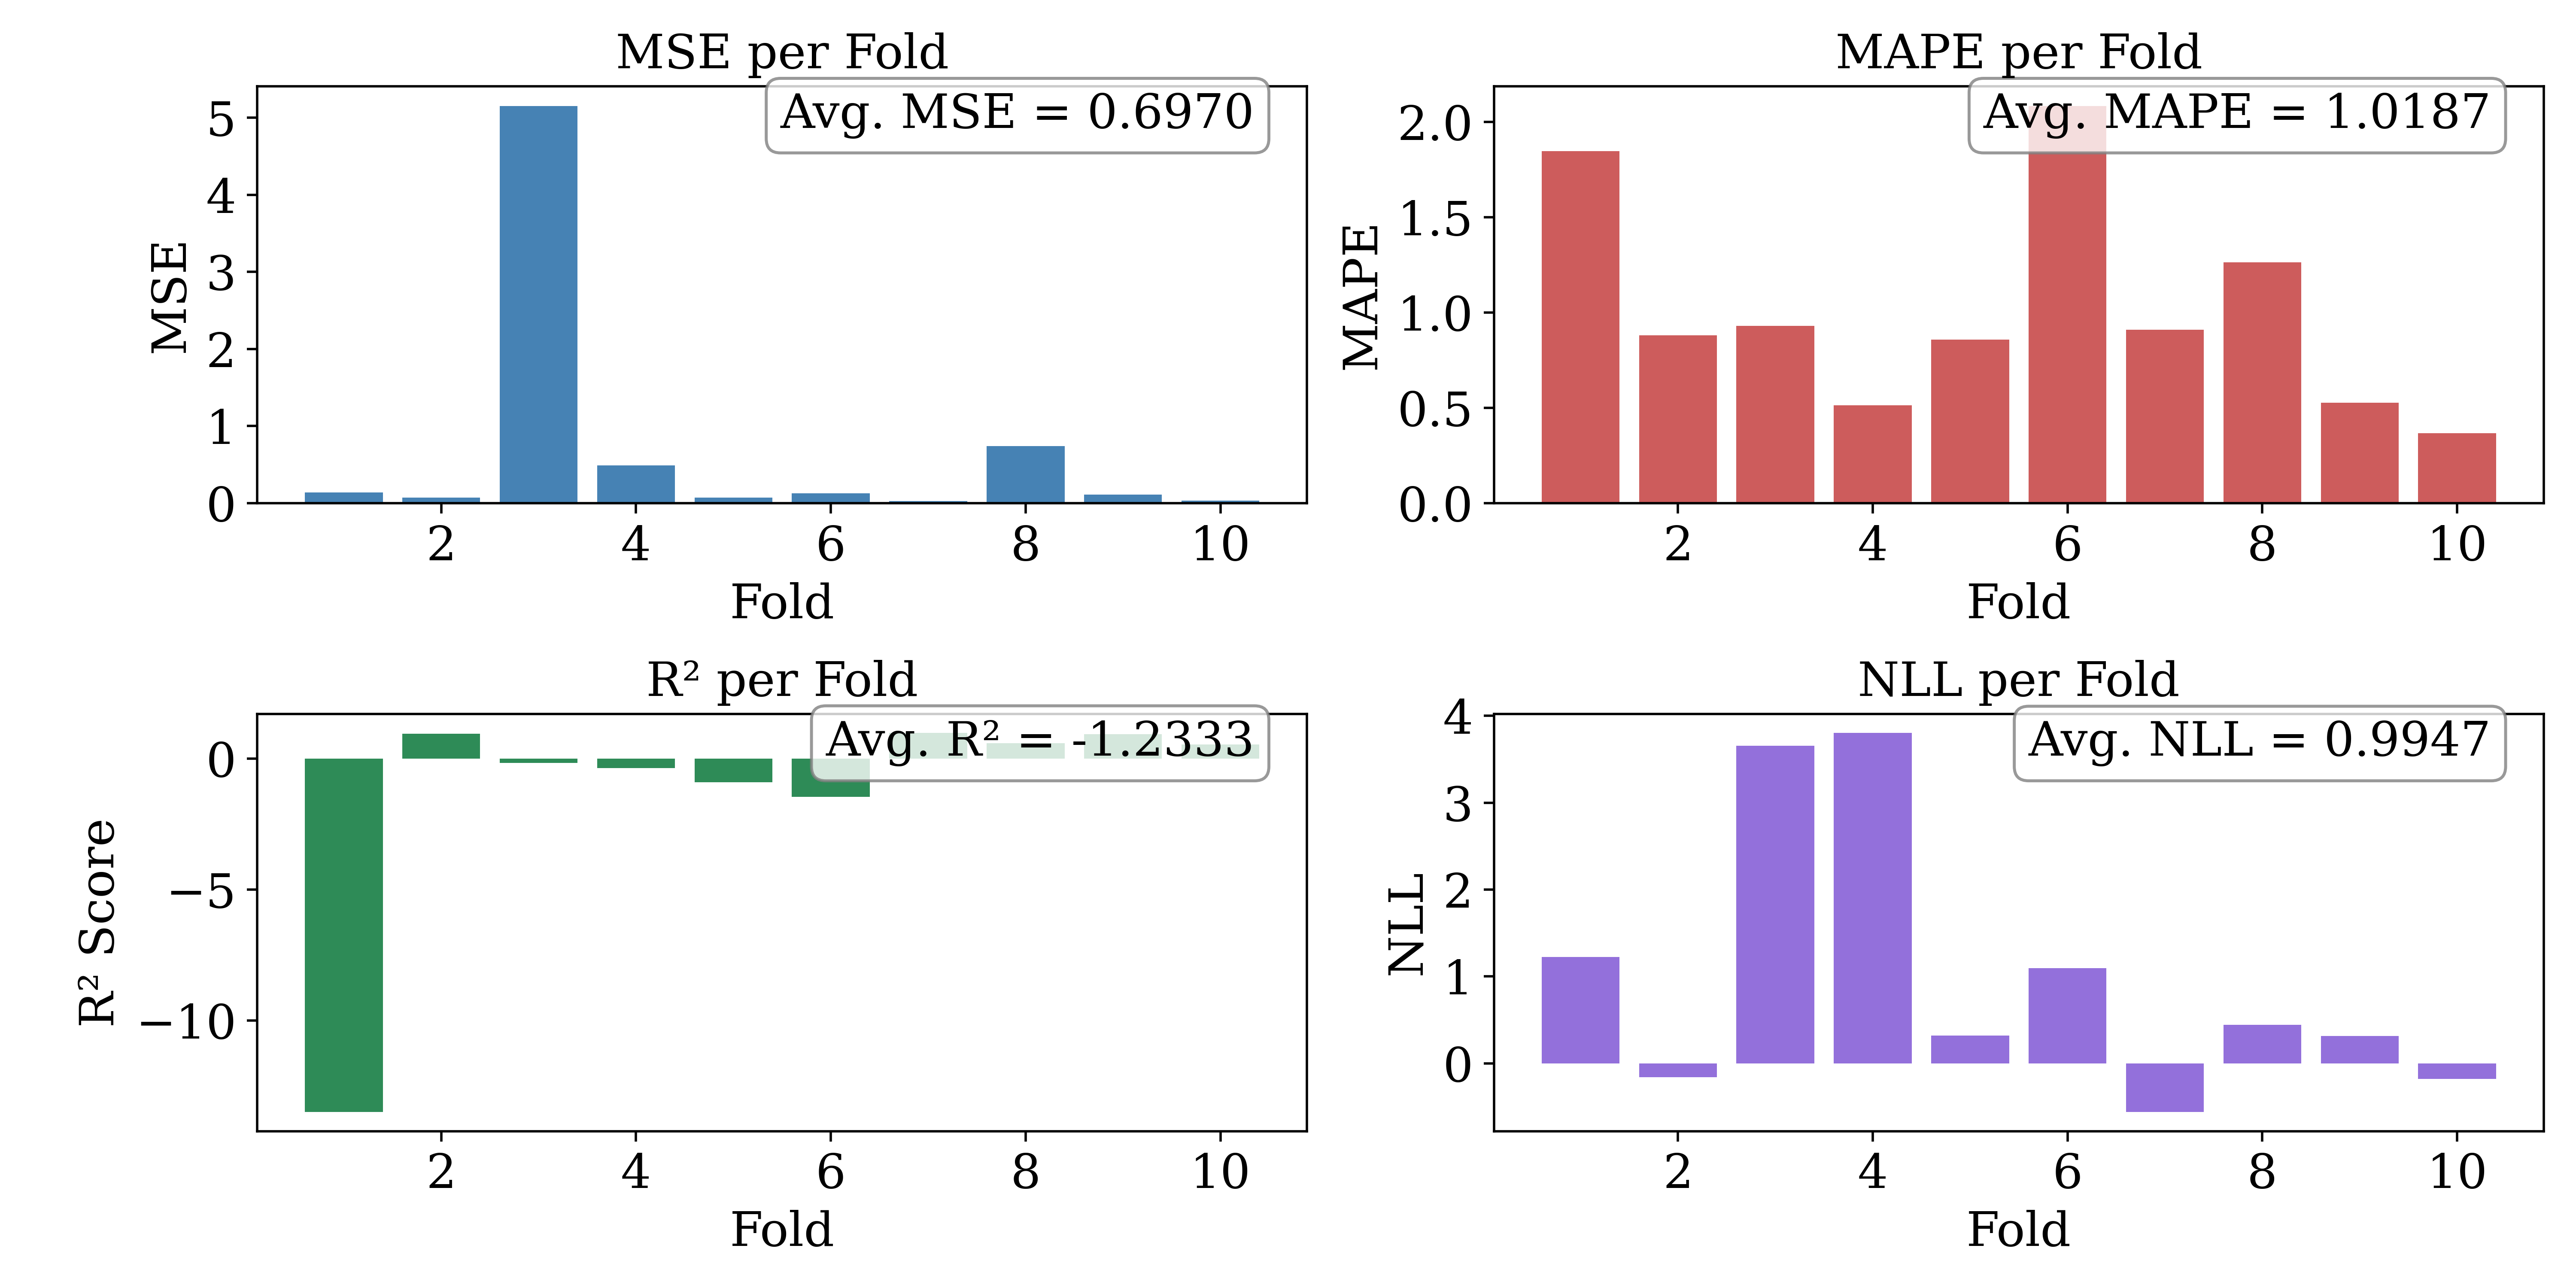 MSE per Fold
Avg. MSE = 0.6970
MSE
5
4
3
2
1
0
2 4 6 8 10
Fold
MAPE per Fold
Avg. MAPE = 1.0187
MAPE
2.0
1.5
1.0
0.5
0.0
2 4 6 8 10
Fold
R² per Fold
Avg. R² = -1.2333
R² Score
0
−5
−10
2 4 6 8 10
Fold
NLL per Fold
Avg. NLL = 0.9947
NLL
4
3
2
1
0
2 4 6 8 10
Fold